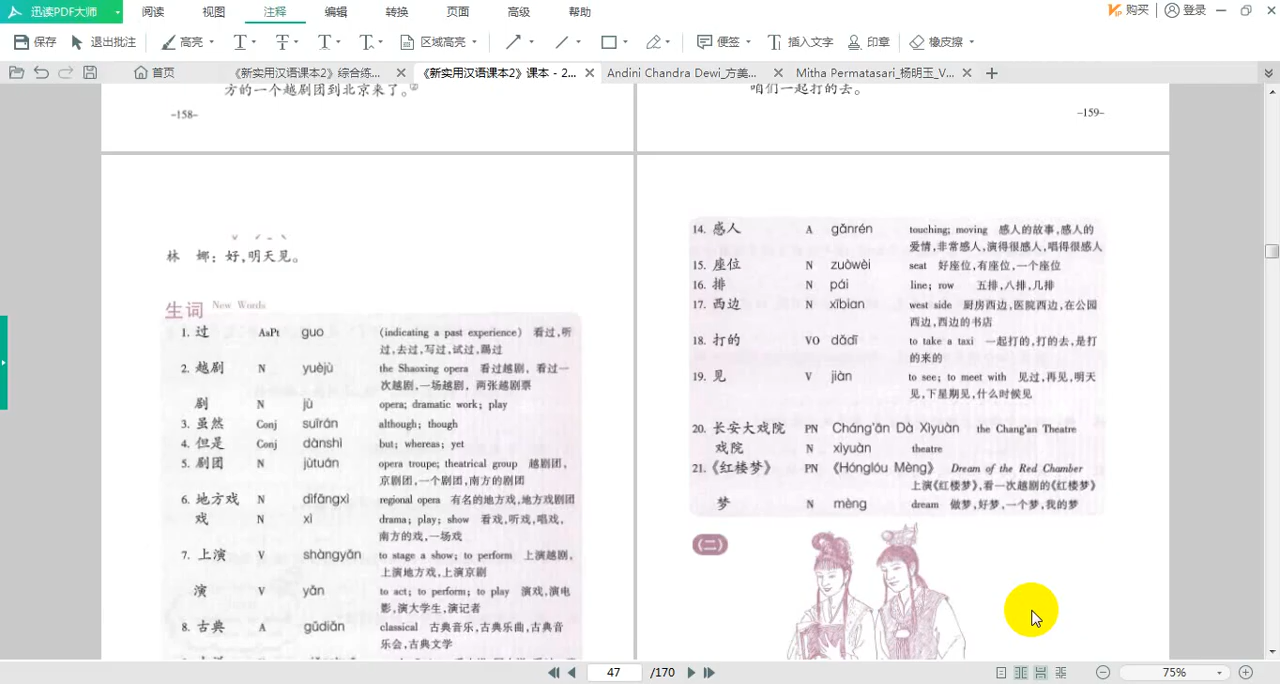 迅读PDF大师
阅读 视图 注释 编辑 转换 页面 高级 帮助
购买 登录
保存 退出批注 高亮 区域高亮 便签 插入文字 印章 橡皮擦
首页 《新实用汉语课本2》综合练... 《新实用汉语课本2》课本 - 2... Andini Chandra Dewi_方美... Mitha Permatasari_杨明玉_V...
方的一个越剧团到北京来了。②
-158-
林 娜：好，明天见。
生词 New Words
1. 过 AsPt guo (indicating a past experience) 看过，听
过，去过，写过，试过，踢过
2. 越剧 N yuèjù the Shaoxing opera 看过越剧，看过一
次越剧，一场越剧，两张越剧票
剧 N jù opera; dramatic work; play
3. 虽然 Conj suīrán although; though
4. 但是 Conj dànshì but; whereas; yet
5. 剧团 N jùtuán opera troupe; theatrical group 越剧团，
京剧团，一个剧团，南方的剧团
6. 地方戏 N dìfāngxì regional opera 有名的地方戏，地方戏剧团
戏 N xì drama; play; show 看戏，听戏，唱戏，
南方的戏，一场戏
7. 上演 V shàngyǎn to stage a show; to perform 上演越剧，
上演地方戏，上演京剧
演 V yǎn to act; to perform; to play 演戏，演电
影，演大学生，演记者
8. 古典 A gǔdiǎn classical 古典音乐，古典乐曲，古典音
乐会，古典文学
咱们一起打的去。
-159-
14. 感人 A gǎnrén touching; moving 感人的故事，感人的
爱情，非常感人，演得很感人，唱得很感人
15. 座位 N zuòwèi seat 好座位，有座位，一个座位
16. 排 N pái line; row 五排，八排，几排
17. 西边 N xībian west side 厨房西边，医院西边，在公园
西边，西边的书店
18. 打的 VO dǎdī to take a taxi 一起打的，打的去，是打
的来的
19. 见 V jiàn to see; to meet with 见过，再见，明天
见，下星期见，什么时候见
20. 长安大戏院 PN Cháng'ān Dà Xìyuàn the Chang'an Theatre
戏院 N xìyuàn theatre
21. 《红楼梦》 PN 《Hónglóu Mèng》 Dream of the Red Chamber
上演《红楼梦》，看一次越剧的《红楼梦》
梦 N mèng dream 做梦，好梦，一个梦，我的梦
（二）
47 /170 75%